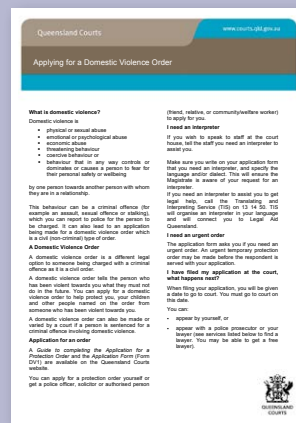 Queensland Courts
www.courts.qld.gov.au
Applying for a Domestic Violence Order
What is domestic violence?
Domestic violence is
• physical or sexual abuse
• emotional or psychological abuse
• economic abuse
• threatening behaviour
• coercive behaviour or
• behaviour that in any way controls or
dominates or causes a person to fear for
their personal safety or wellbeing
by one person towards another person with whom
they are in a relationship.
This behaviour can be a criminal offence (for
example an assault, sexual offence or stalking),
which you can report to police for the person to
be charged. It can also lead to an application
being made for a domestic violence order which
is a civil (non-criminal) type of order.
A Domestic Violence Order
A domestic violence order is a different legal
option to someone being charged with a criminal
offence as it is a civil order.
A domestic violence order tells the person who
has been violent towards you what they must not
do in the future. You can apply for a domestic
violence order to help protect you, your children
and other people named on the order from
someone who has been violent towards you.
A domestic violence order can also be made or
varied by a court if a person is sentenced for a
criminal offence involving domestic violence.
Application for an order
A Guide to completing the Application for a
Protection Order and the Application Form (Form
DV1) are available on the Queensland Courts
website.
You can apply for a protection order yourself or
get a police officer, solicitor or authorised person
(friend, relative, or community/welfare worker)
to apply for you.
I need an interpreter
If you wish to speak to staff at the court
house, tell the staff you need an interpreter to
assist you.
Make sure you write on your application form
that you need an interpreter, and specify the
language and/or dialect. This will ensure the
Magistrate is aware of your request for an
interpreter.
If you need an interpreter to assist you to get
legal help, call the Translating and
Interpreting Service (TIS) on 13 14 50. TIS
will organise an interpreter in your language
and will connect you to Legal Aid
Queensland.
I need an urgent order
The application form asks you if you need an
urgent order. An urgent temporary protection
order may be made before the respondent is
served with your application.
I have filed my application at the court,
what happens next?
When filing your application, you will be given
a date to go to court. You must go to court on
this date.
You can:
- appear by yourself, or
- appear with a police prosecutor or your
lawyer (see services listed below to find a
lawyer. You may be able to get a free
lawyer).
QUEENSLAND
COURTS